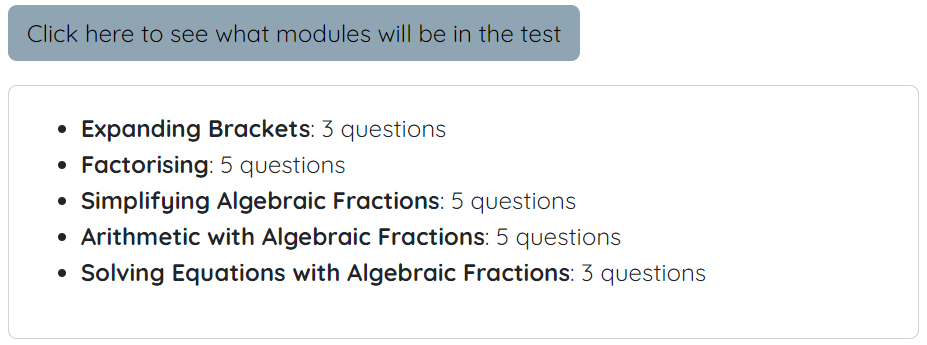 Click here to see what modules will be in the test
Expanding Brackets: 3 questions
Factorising: 5 questions
Simplifying Algebraic Fractions: 5 questions
Arithmetic with Algebraic Fractions: 5 questions
Solving Equations with Algebraic Fractions: 3 questions